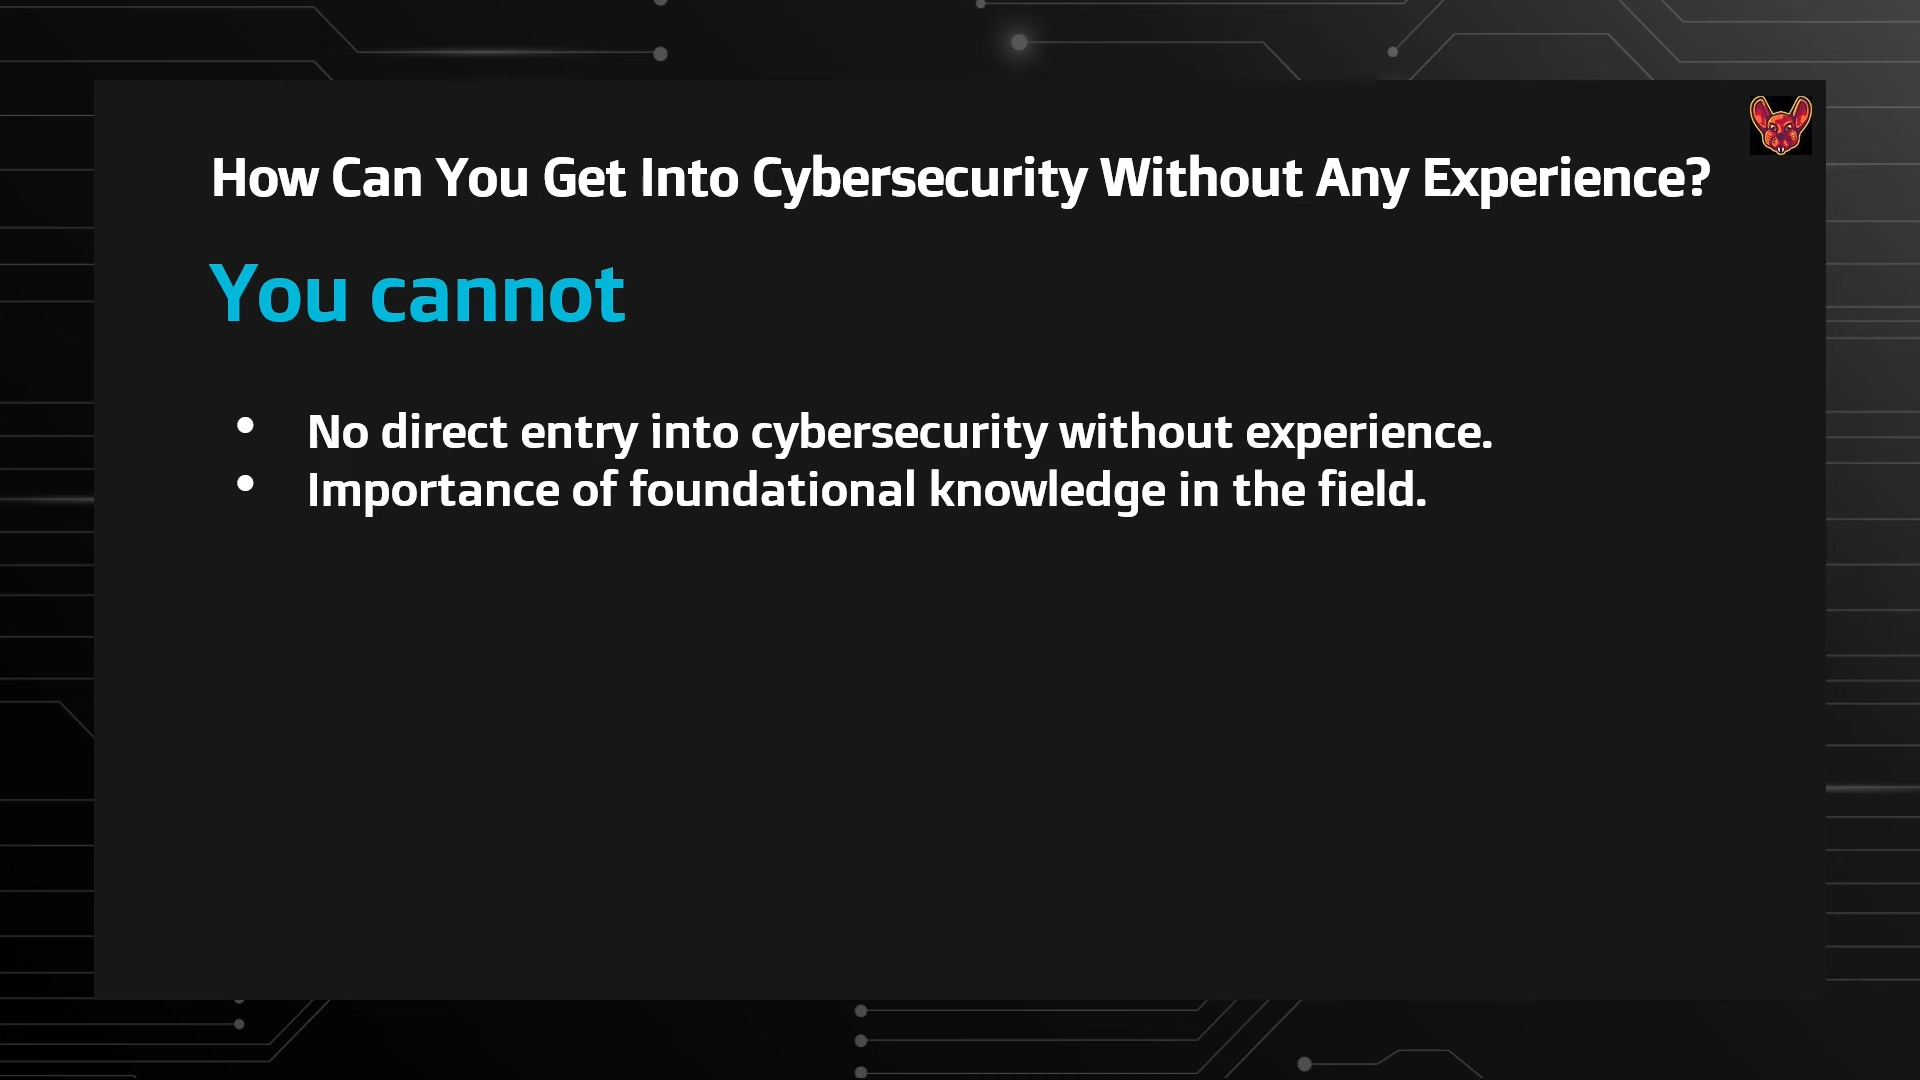 How Can You Get Into Cybersecurity Without Any Experience?
You cannot
• No direct entry into cybersecurity without experience.
• Importance of foundational knowledge in the field.